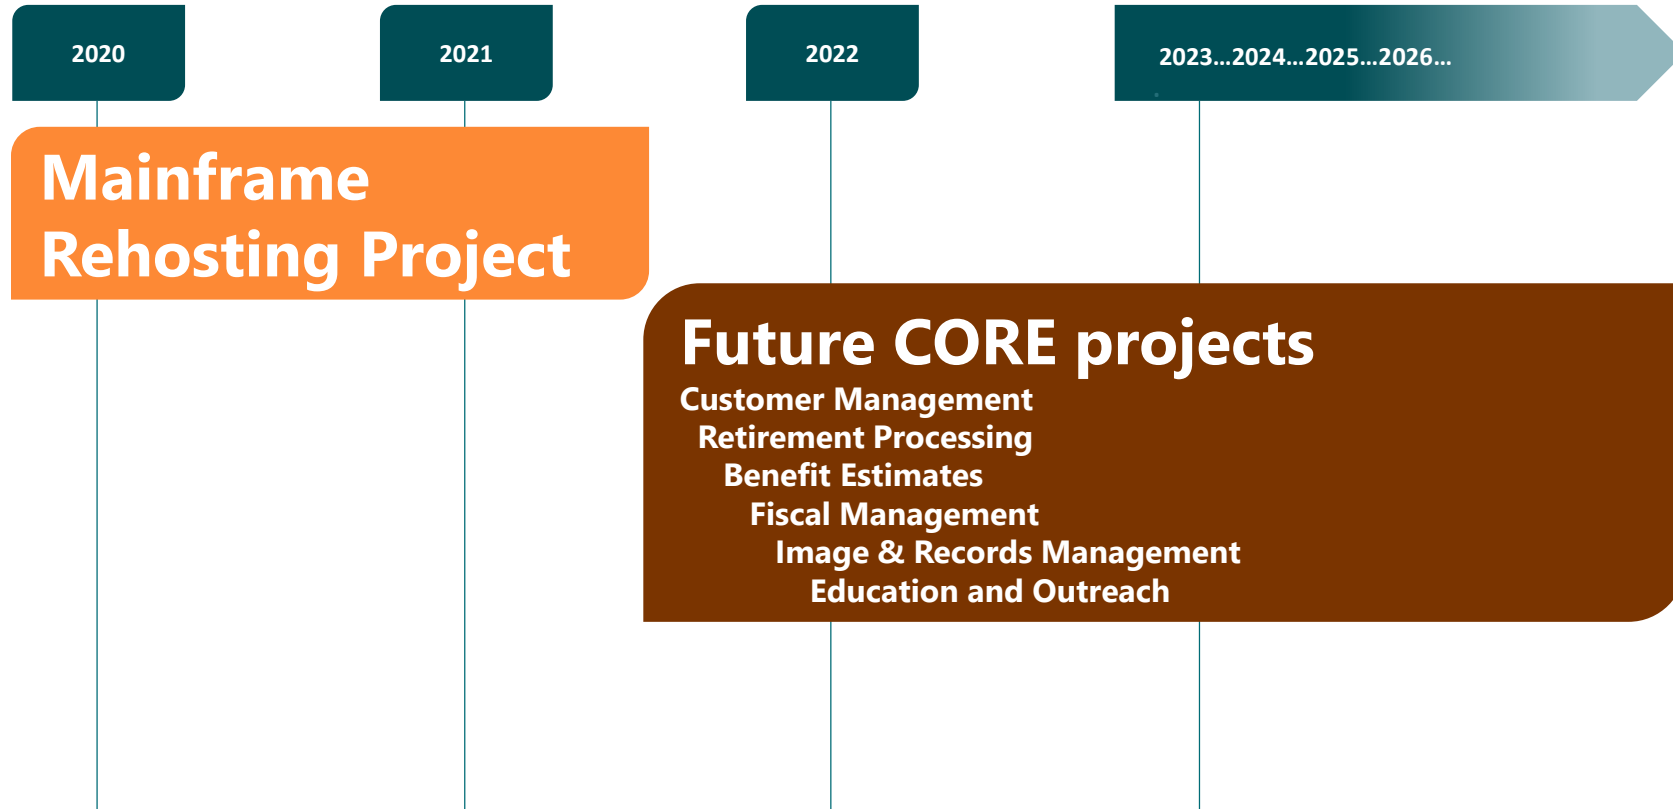 2020
2021
2022
2023...2024...2025...2026...
Mainframe
Rehosting Project
Future CORE projects
Customer Management
Retirement Processing
Benefit Estimates
Fiscal Management
Image & Records Management
Education and Outreach